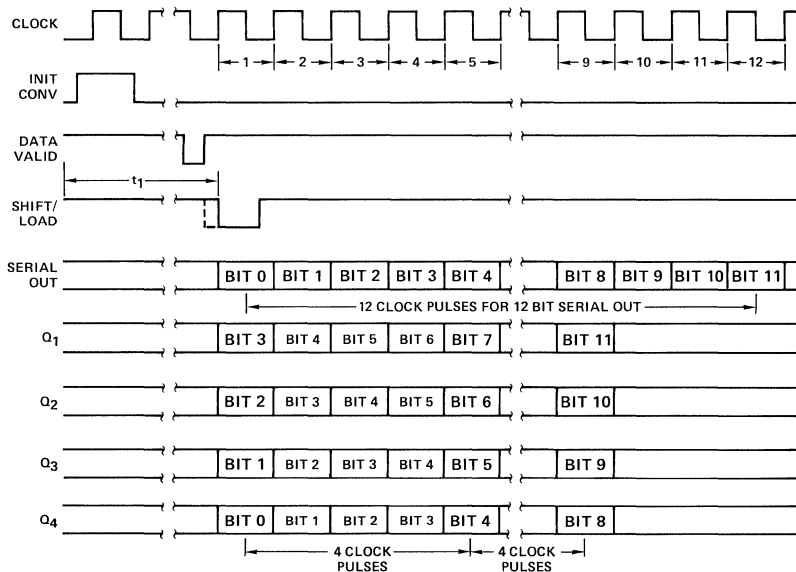 CLOCK
1 2 3 4 5 9 10 11 12
INIT
CONV
DATA
VALID
t1
SHIFT/
LOAD
SERIAL
OUT
BIT 0 BIT 1 BIT 2 BIT 3 BIT 4 BIT 8 BIT 9 BIT 10 BIT 11
12 CLOCK PULSES FOR 12 BIT SERIAL OUT
Q1 BIT 3 BIT 4 BIT 5 BIT 6 BIT 7 BIT 11
Q2 BIT 2 BIT 3 BIT 4 BIT 5 BIT 6 BIT 10
Q3 BIT 1 BIT 2 BIT 3 BIT 4 BIT 5 BIT 9
Q4 BIT 0 BIT 1 BIT 2 BIT 3 BIT 4 BIT 8
4 CLOCK 4 CLOCK
PULSES PULSES